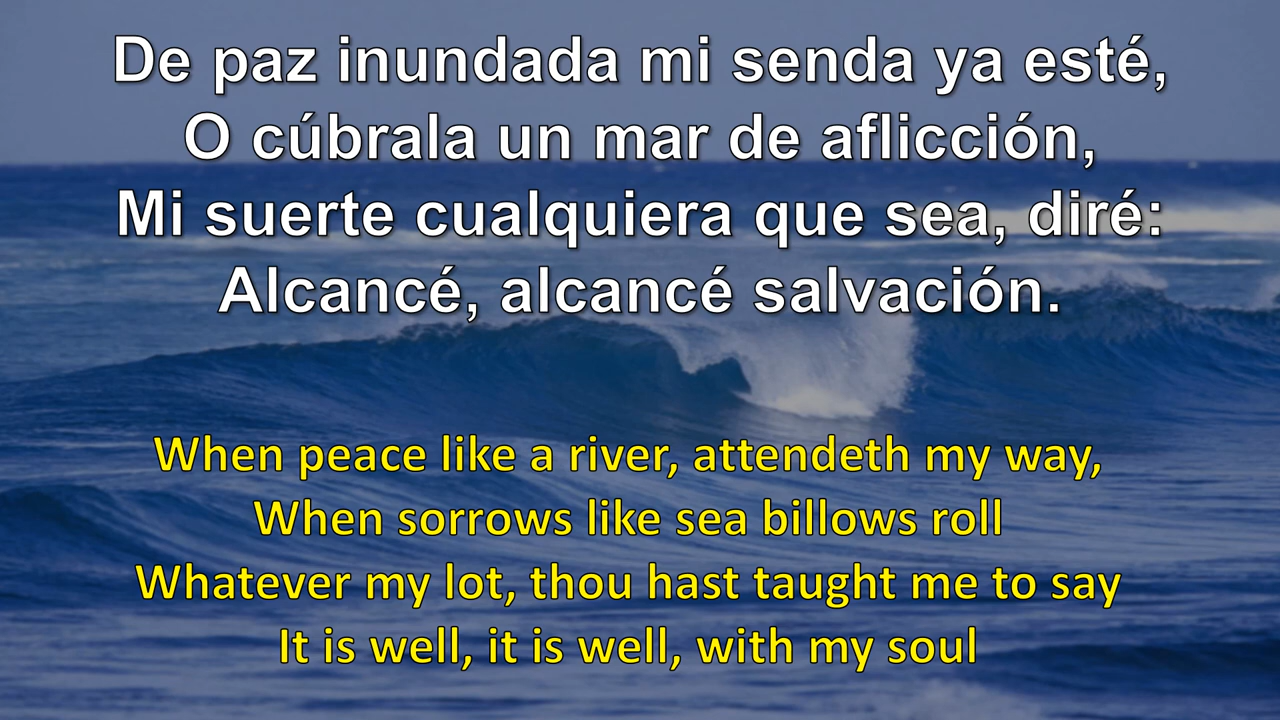 De paz inundada mi senda ya esté,
O cúbrala un mar de aflicción,
Mi suerte cualquiera que sea, diré:
Alcancé, alcancé salvación.
When peace like a river, attendeth my way,
When sorrows like sea billows roll
Whatever my lot, thou hast taught me to say
It is well, it is well, with my soul